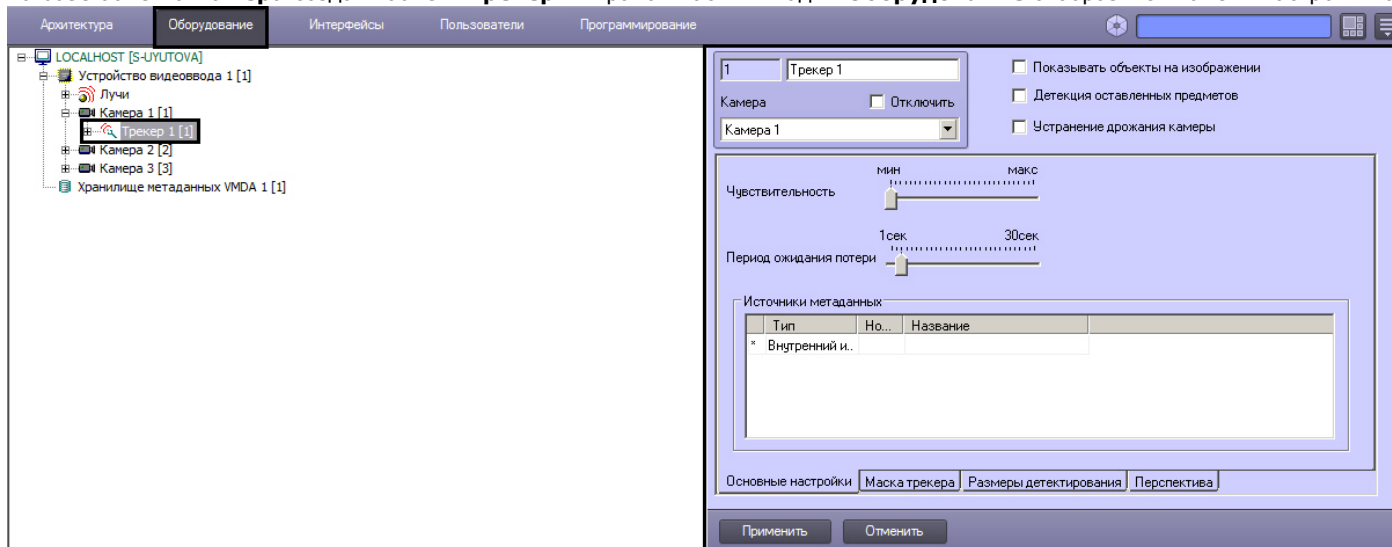 Архитектура Оборудование Интерфейсы Пользователи Программирование
LOCALHOST [S-UYUTOVA]
Устройство видеоввода 1 [1]
Лучи
Камера 1 [1]
Трекер 1 [1]
Камера 2 [2]
Камера 3 [3]
Хранилище метаданных VMDA 1 [1]
1 Трекер 1
Камера Отключить
Камера 1
Показывать объекты на изображении
Детекция оставленных предметов
Устранение дрожания камеры
мин макс
Чувствительность
1сек 30сек
Период ожидания потери
Источники метаданных
Тип Но... Название
* Внутренний и..
Основные настройки Маска трекера Размеры детектирования Перспектива
Применить Отменить